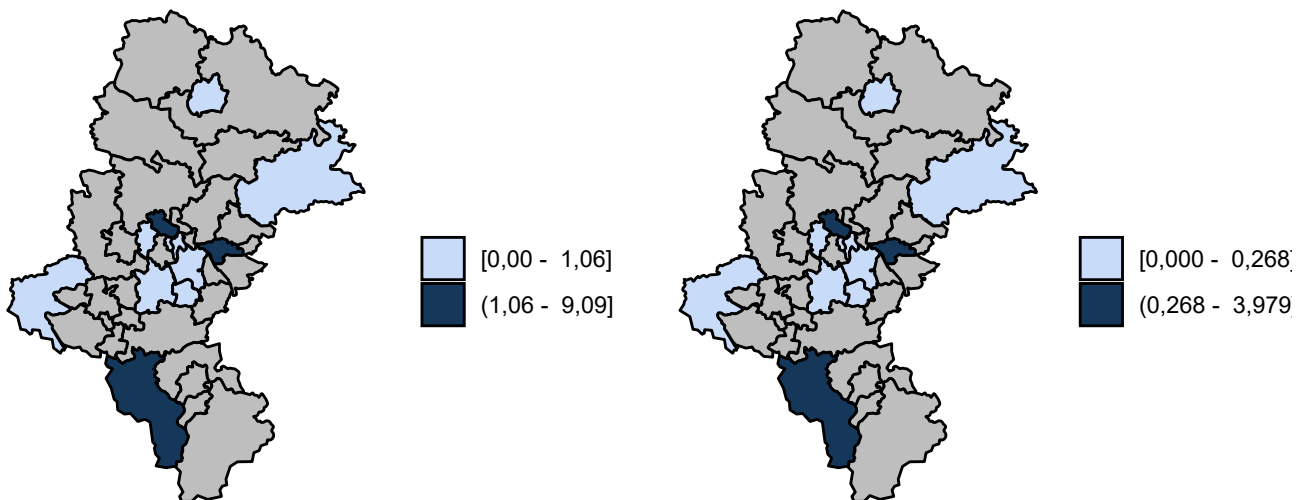 [0,00 - 1,06]
(1,06 - 9,09]
[0,000 - 0,268]
(0,268 - 3,979]